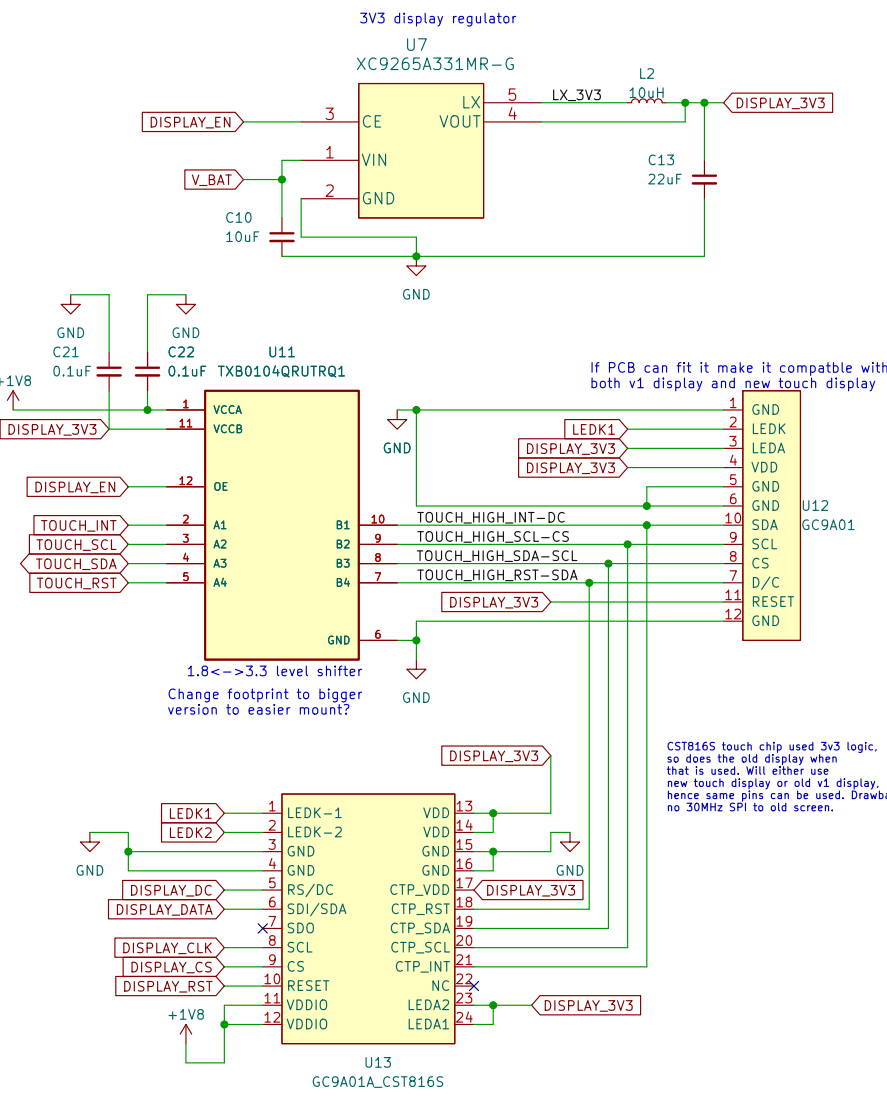 3V3 display regulator
U7
XC9265A331MR-G
DISPLAY_EN
3
CE
LX
5
LX_3V3
L2
10uH
DISPLAY_3V3
VOUT
4
V_BAT
1
VIN
2
GND
C10
10uF
C13
22uF
GND
GND
GND
C21
0.1uF
C22
0.1uF
+1V8
U11
TXB0104QRUTRQ1
1
VCCA
DISPLAY_3V3
11
VCCB
DISPLAY_EN
12
OE
TOUCH_INT
2
A1
B1
10
TOUCH_HIGH_INT-DC
TOUCH_SCL
3
A2
B2
9
TOUCH_HIGH_SCL-CS
TOUCH_SDA
4
A3
B3
8
TOUCH_HIGH_SDA-SCL
TOUCH_RST
5
A4
B4
7
TOUCH_HIGH_RST-SDA
GND
6
GND
1.8<->3.3 level shifter
Change footprint to bigger
version to easier mount?
If PCB can fit it make it compatble with
both v1 display and new touch display
GND
1
GND
LEDK1
2
LEDK
DISPLAY_3V3
3
LEDA
DISPLAY_3V3
4
VDD
5
GND
6
GND
10
SDA
9
SCL
8
CS
7
D/C
DISPLAY_3V3
11
RESET
12
GND
U12
GC9A01
CST816S touch chip used 3v3 logic,
so does the old display when
that is used. Will either use
new touch display or old v1 display,
hence same pins can be used. Drawba
no 30MHz SPI to old screen.
DISPLAY_3V3
LEDK1
1
LEDK-1
VDD
13
LEDK2
2
LEDK-2
VDD
14
GND
3
GND
GND
15
GND
4
GND
GND
16
DISPLAY_DC
5
RS/DC
CTP_VDD
17
DISPLAY_3V3
DISPLAY_DATA
6
SDI/SDA
CTP_RST
18
7
SDO
CTP_SDA
19
DISPLAY_CLK
8
SCL
CTP_SCL
20
DISPLAY_CS
9
CS
CTP_INT
21
DISPLAY_RST
10
RESET
NC
22
+1V8
11
VDDIO
LEDA2
23
DISPLAY_3V3
12
VDDIO
LEDA1
24
U13
GC9A01A_CST816S